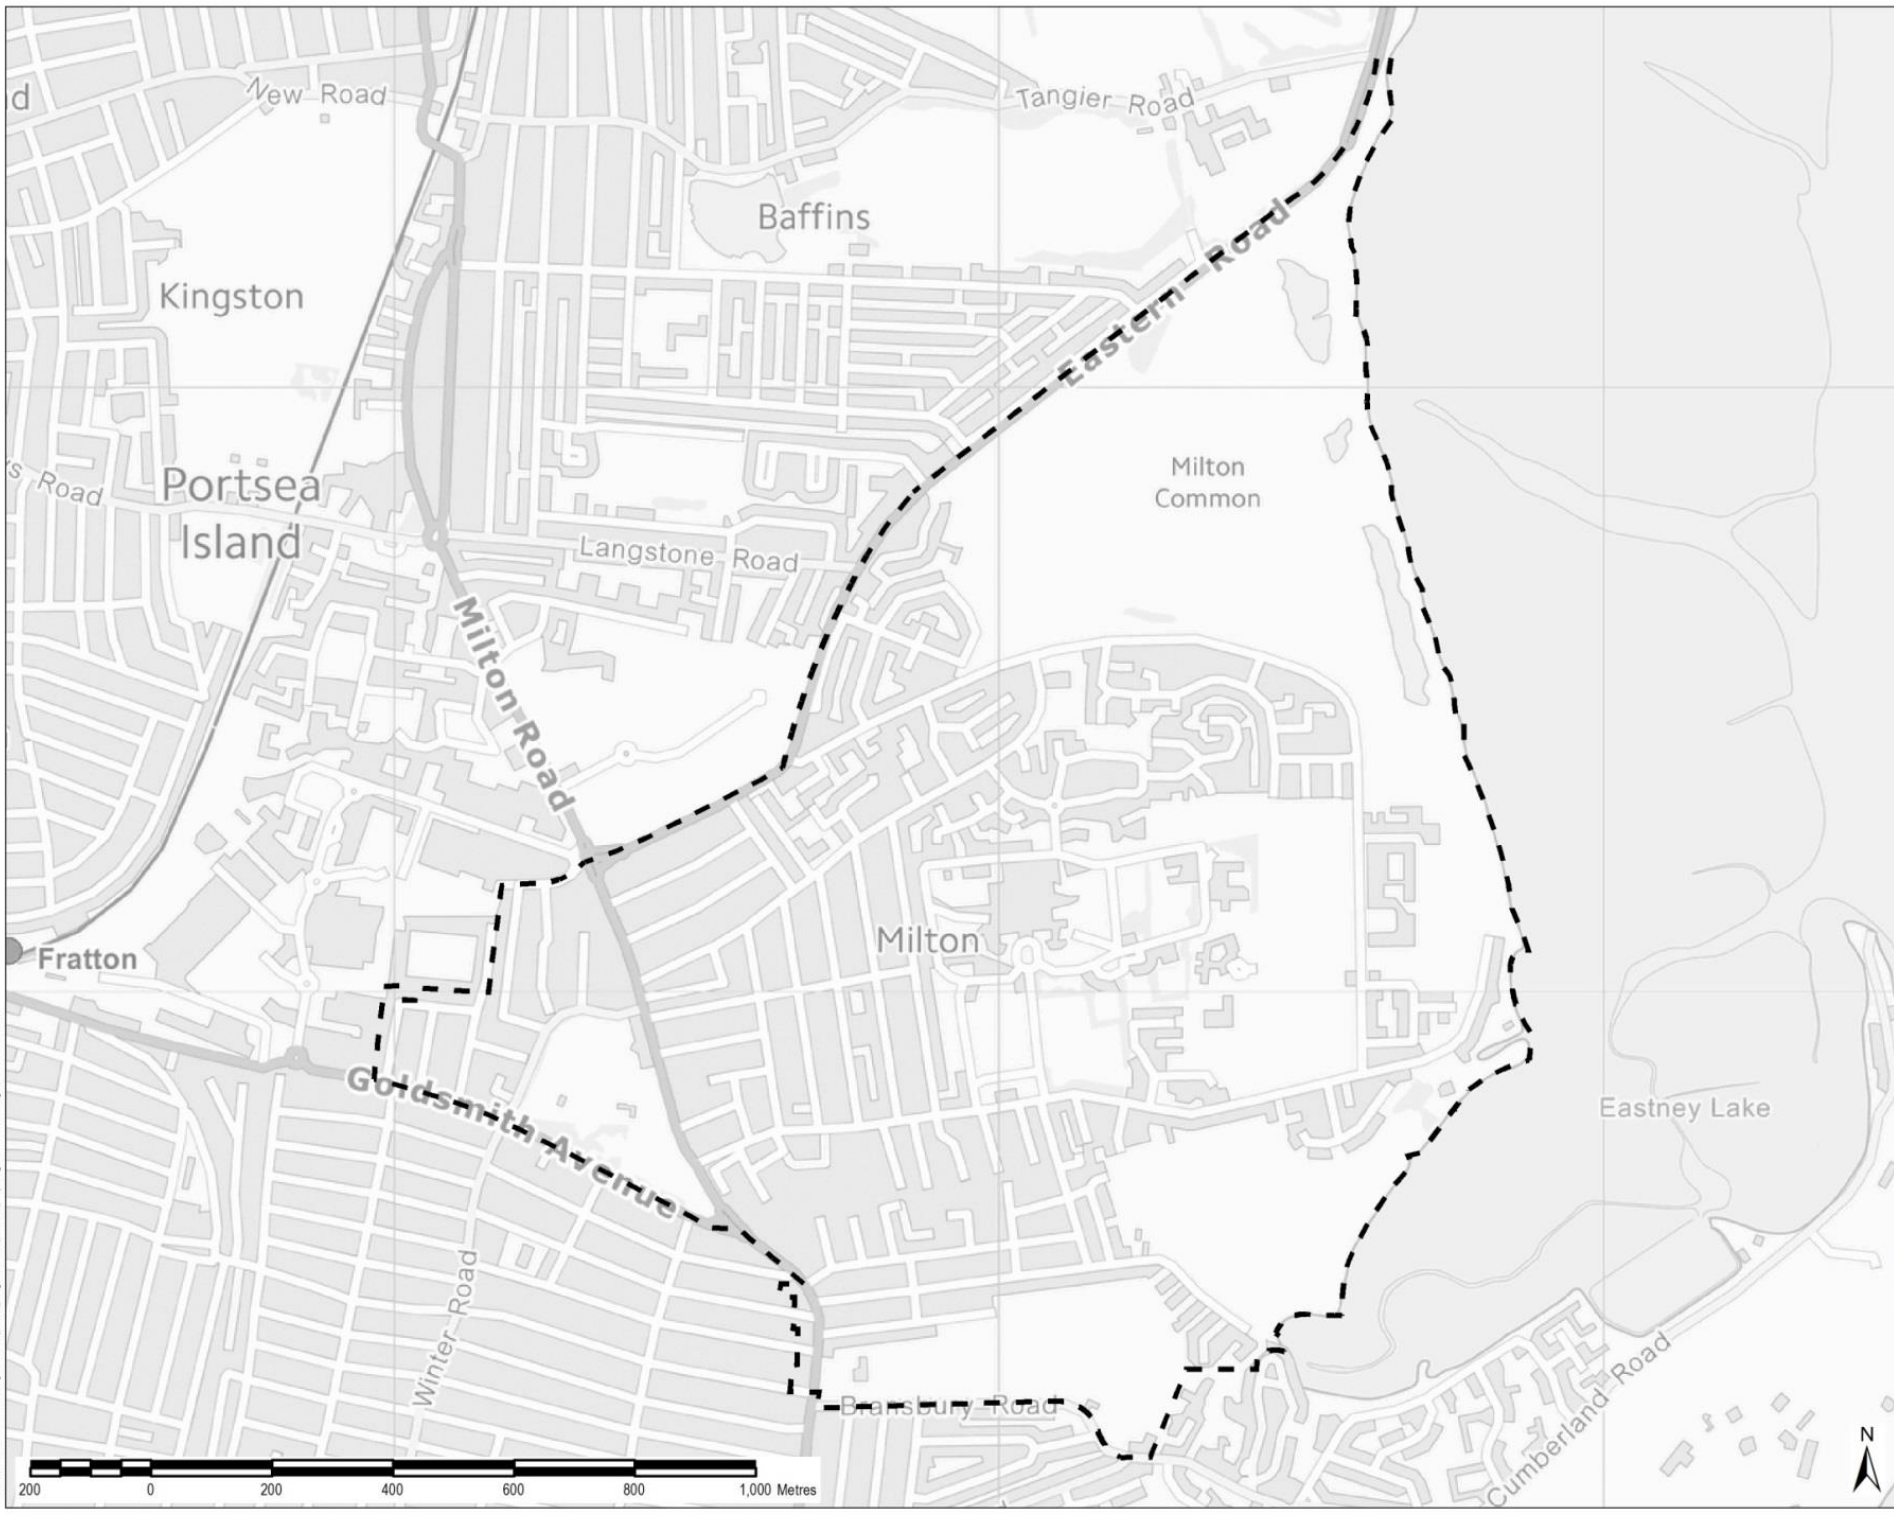 New Road
Tangier Road
Baffins
Eastern Road
Kingston
Portsea
Island
Road
Milton
Common
Langstone Road
Milton Road
Milton
Fratton
Goldsmith Avenue
Eastney Lake
Winter Road
Bransbury Road
Cumberland Road
N
200 0 200 400 600 800 1,000 Metres